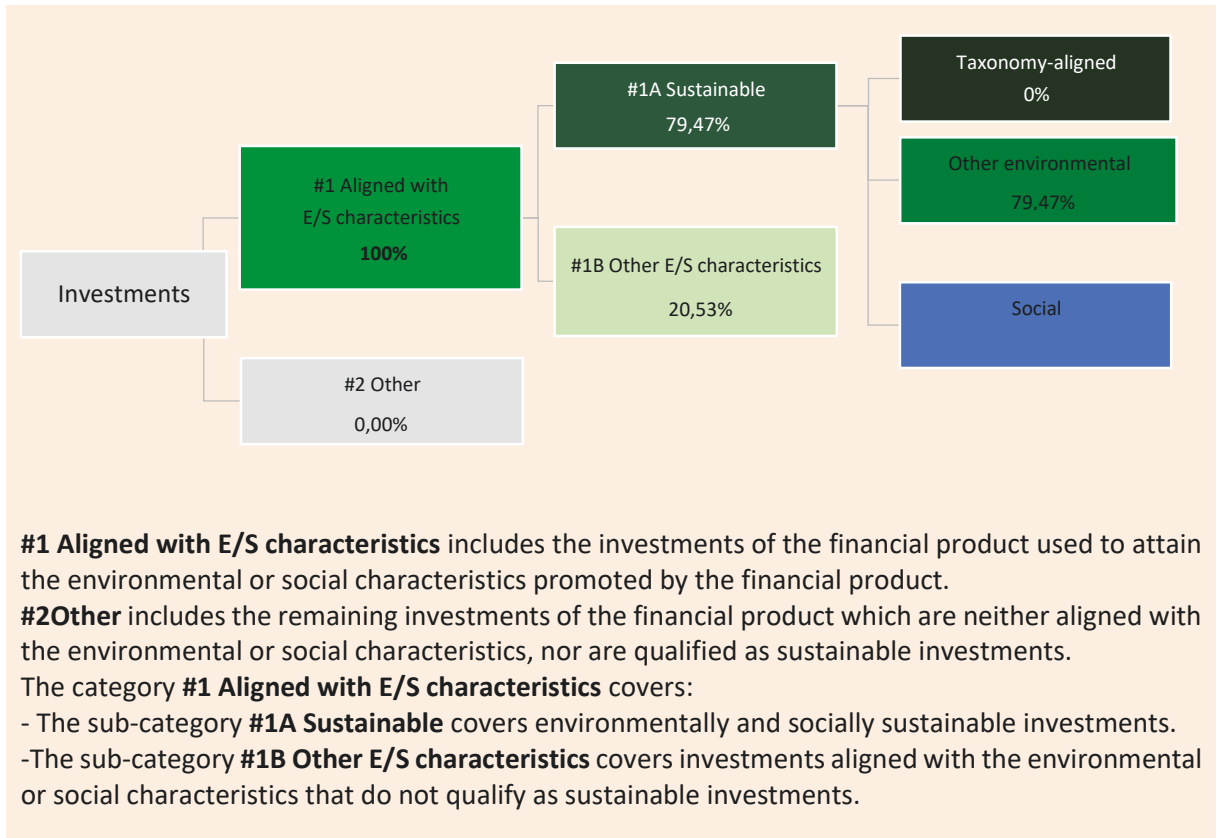 Investments
#1 Aligned with
E/S characteristics
100%
#2 Other
0,00%
#1A Sustainable
79,47%
#1B Other E/S characteristics
20,53%
Taxonomy-aligned
0%
Other environmental
79,47%
Social
#1 Aligned with E/S characteristics includes the investments of the financial product used to attain
the environmental or social characteristics promoted by the financial product.
#2Other includes the remaining investments of the financial product which are neither aligned with
the environmental or social characteristics, nor are qualified as sustainable investments.
The category #1 Aligned with E/S characteristics covers:
- The sub-category #1A Sustainable covers environmentally and socially sustainable investments.
-The sub-category #1B Other E/S characteristics covers investments aligned with the environmental
or social characteristics that do not qualify as sustainable investments.